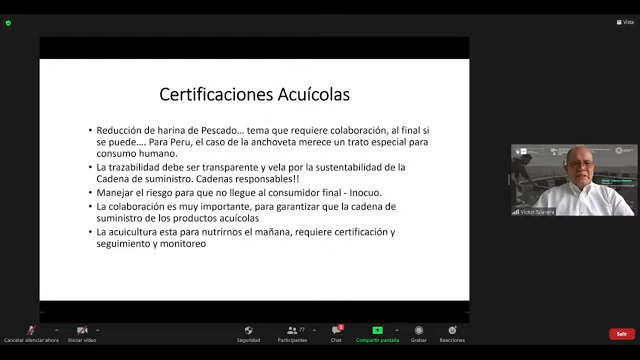 Vista
Certificaciones Acuícolas
• Reducción de harina de Pescado… tema que requiere colaboración, al final si
se puede…. Para Peru, el caso de la anchoveta merece un trato especial para
consumo humano.
• La trazabilidad debe ser transparente y vela por la sustentabilidad de la
Cadena de suministro. Cadenas responsables!!
• Manejar el riesgo para que no llegue al consumidor final - Inocuo.
• La colaboración es muy importante, para garantizar que la cadena de
suministro de los productos acuícolas
• La acuicultura esta para nutrirnos el mañana, requiere certificación y
seguimiento y monitoreo
Victor Talavera
Cancelar silenciar ahora
Iniciar video
Seguridad
Participantes
77
Chat
Compartir pantalla
Grabar
Reacciones
Salir